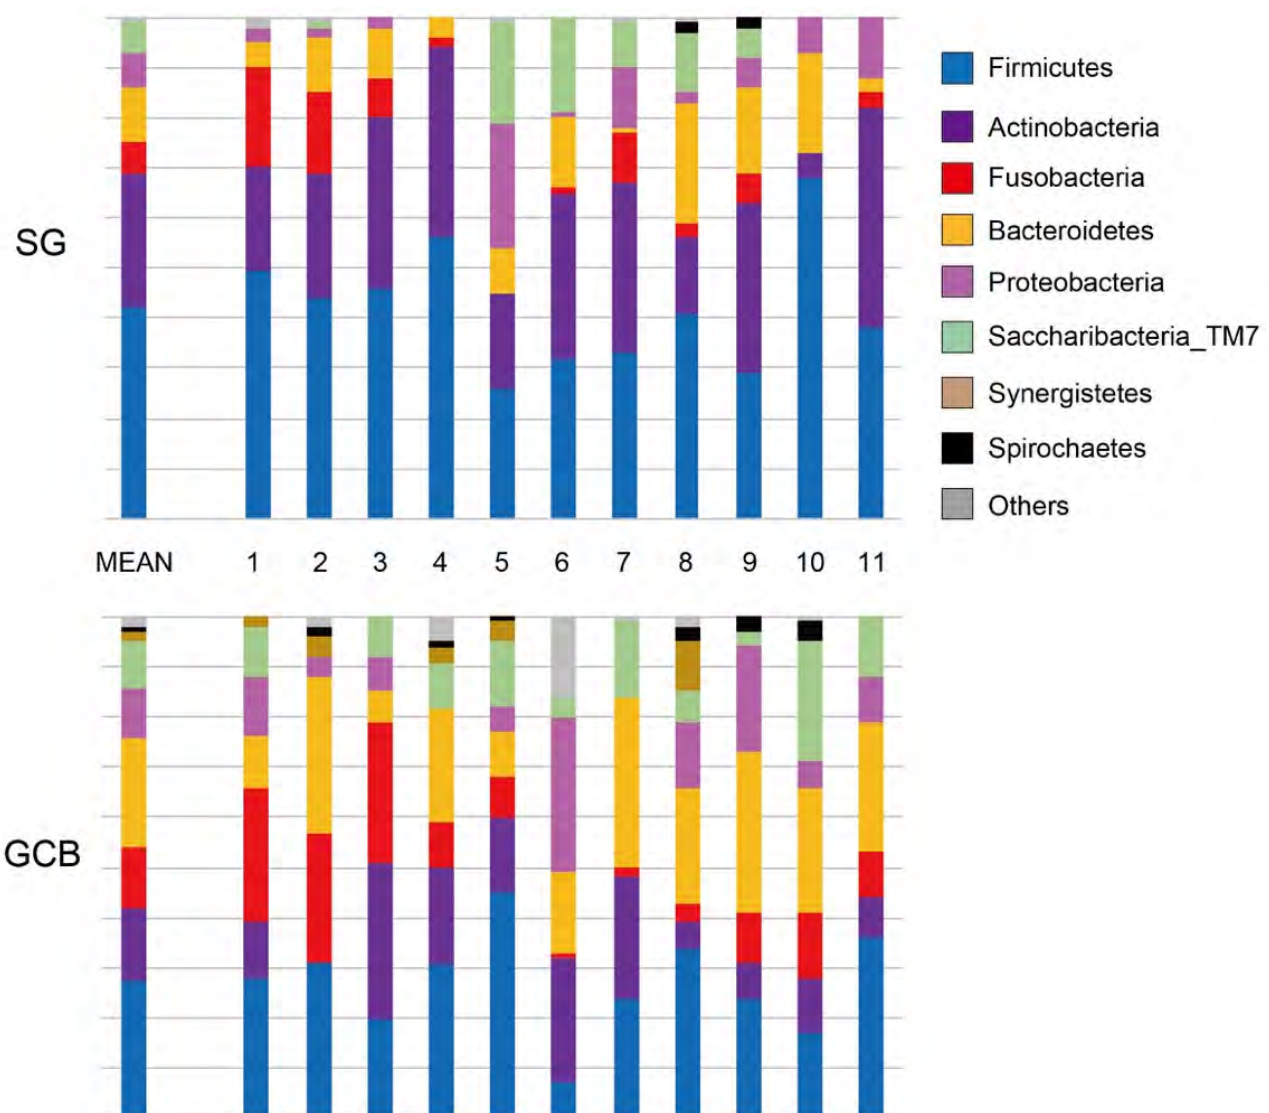 SG
Firmicutes
Actinobacteria
Fusobacteria
Bacteroidetes
Proteobacteria
Saccharibacteria_TM7
Synergistetes
Spirochaetes
Others
MEAN 1 2 3 4 5 6 7 8 9 10 11
GCB